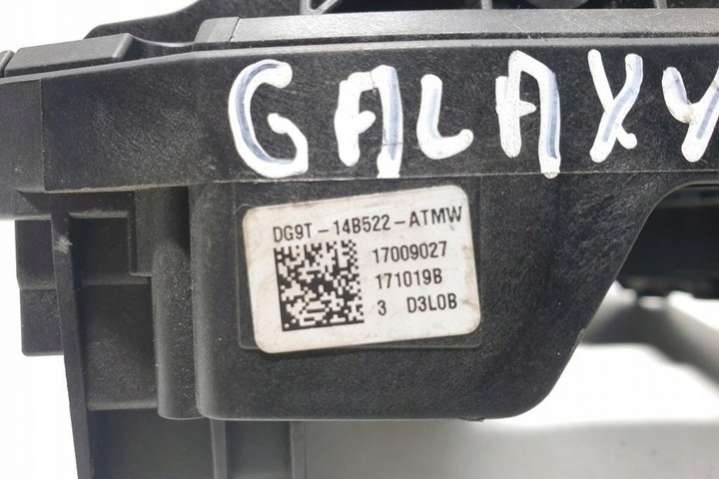 GALAXY
DG9T-14B522-ATMW
17009027
171019B
3 D3L0B